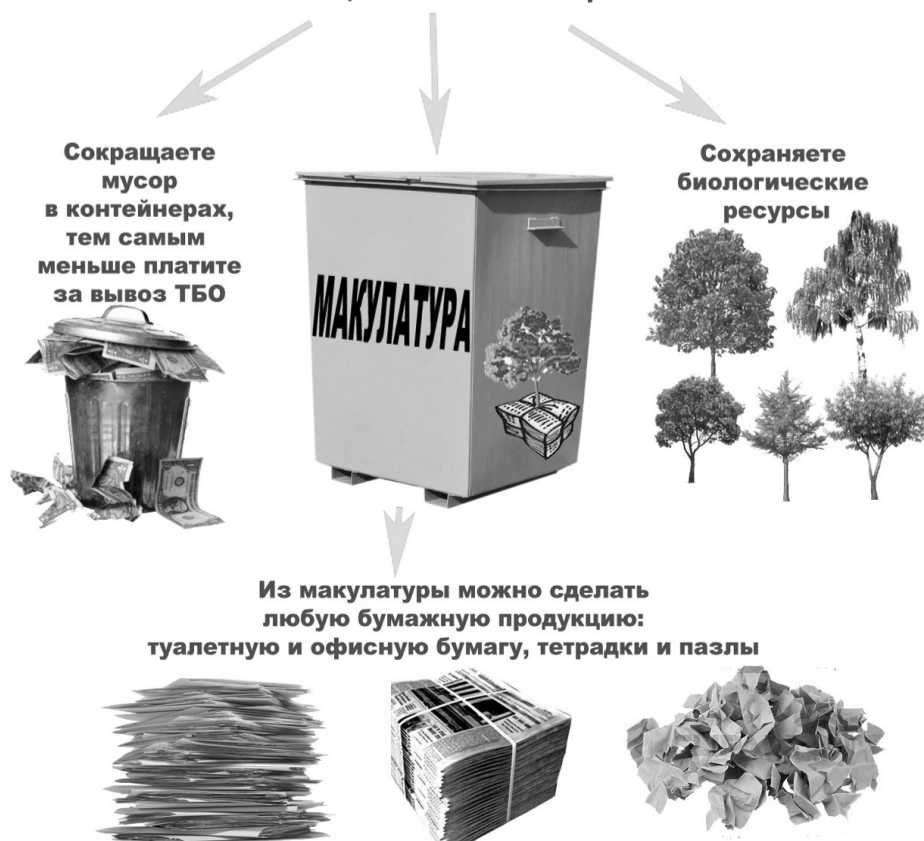 Сокращаете
мусор
в контейнерах,
тем самым
меньше платите
за вывоз ТБО
МАКУЛАТУРА
Сохраняете
биологические
ресурсы
Из макулатуры можно сделать
любую бумажную продукцию:
туалетную и офисную бумагу, тетрадки и пазлы